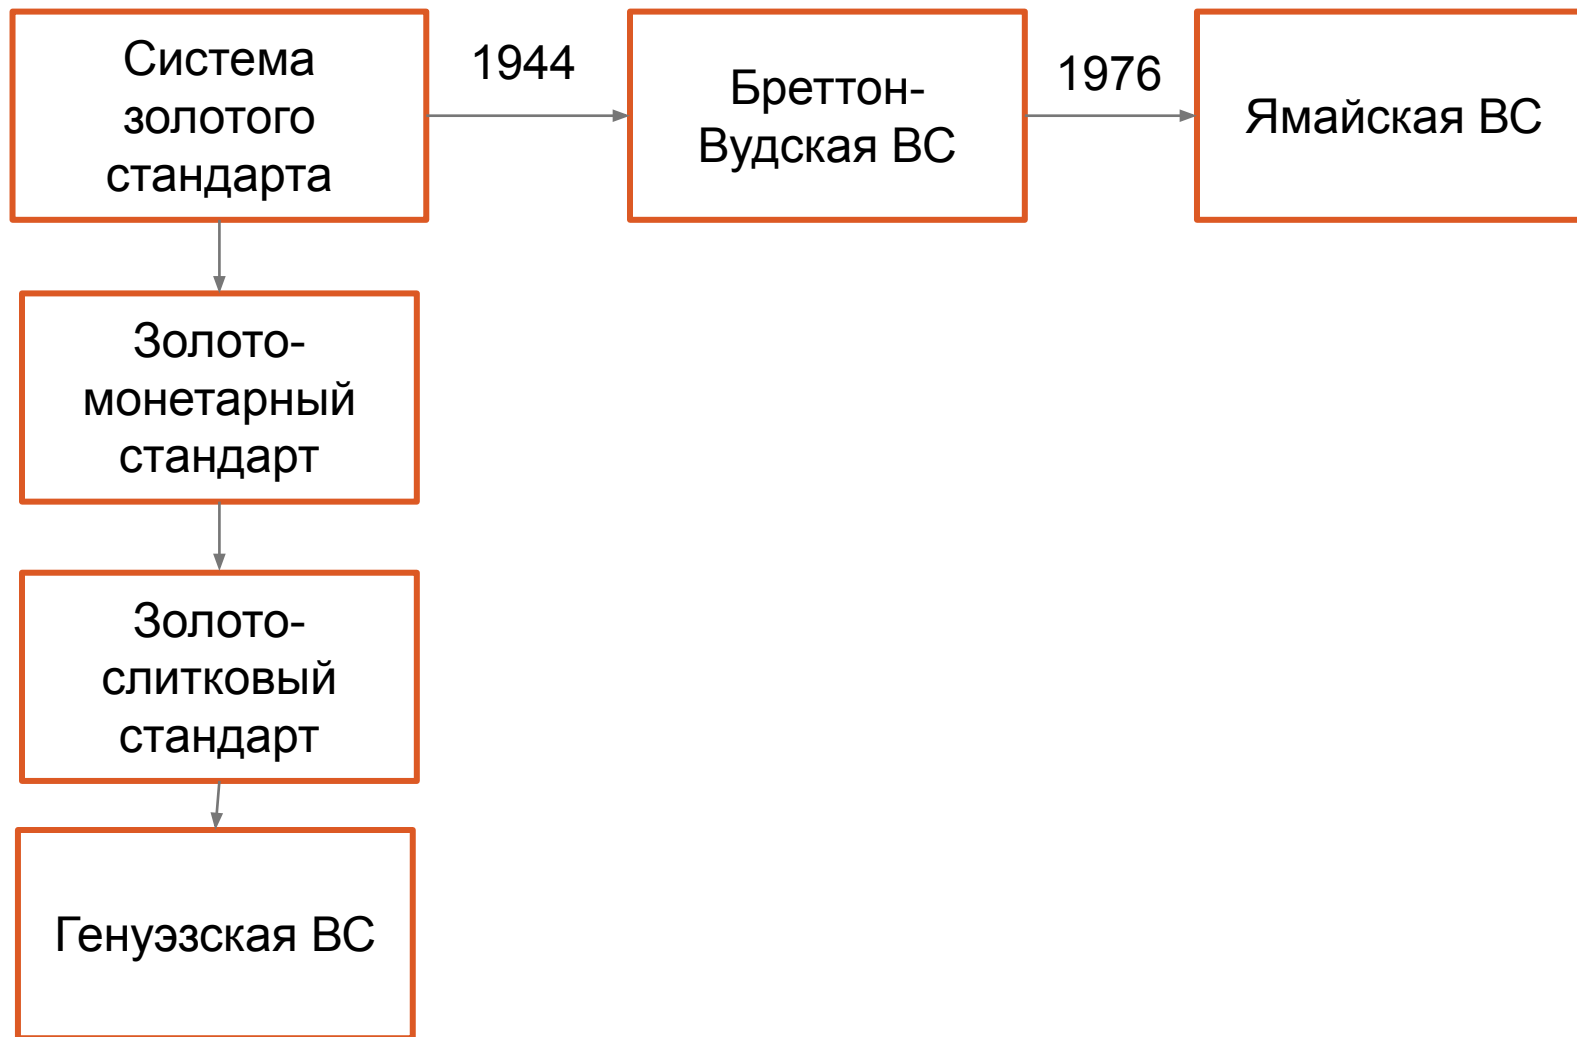 Система
золотого
стандарта
1944
Бреттон-
Вудская ВС
1976
Ямайская ВС
Золото-
монетарный
стандарт
Золото-
слитковый
стандарт
Генуэзская ВС